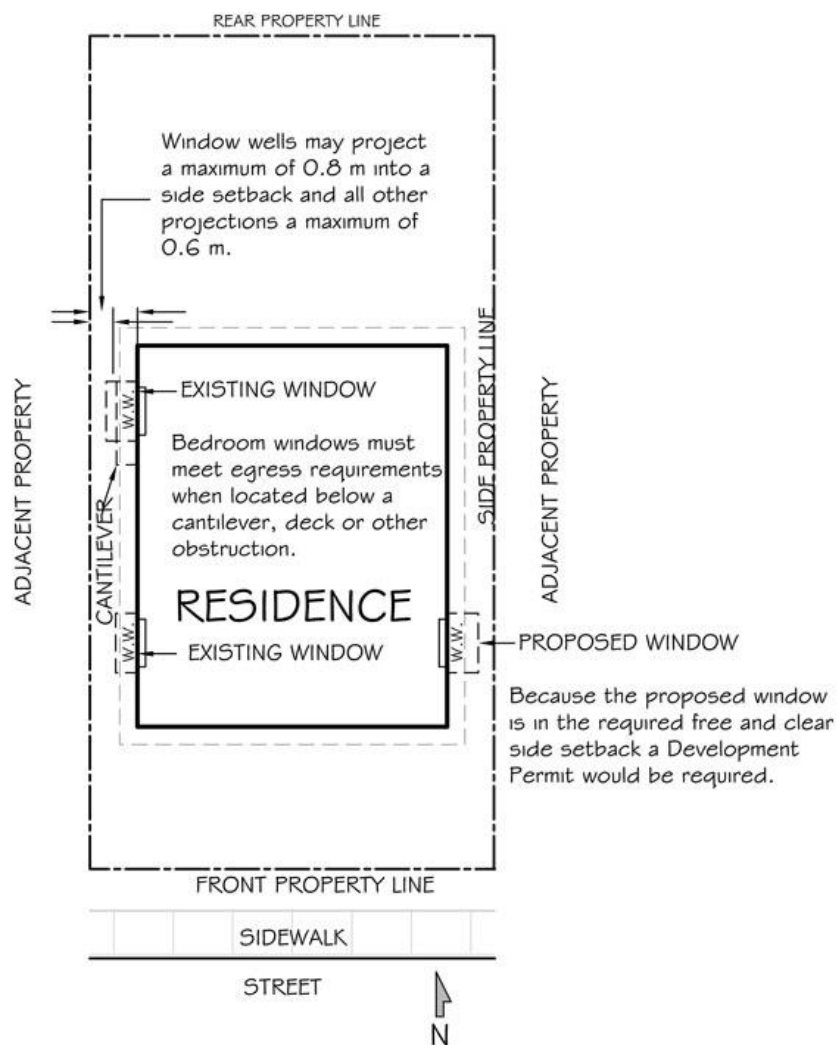 REAR PROPERTY LINE
Window wells may project
a maximum of 0.8 m into a
side setback and all other
projections a maximum of
0.6 m.
SIDE PROPERTY LINE
EXISTING WINDOW
W.W.
ADJACENT PROPERTY
ADJACENT PROPERTY
Bedroom windows must
meet egress requirements
when located below a
cantilever, deck or other
obstruction.
CANTILEVER
RESIDENCE
W.W.
EXISTING WINDOW
W.W.
PROPOSED WINDOW
Because the proposed window
is in the required free and clear
side setback a Development
Permit would be required.
FRONT PROPERTY LINE
SIDEWALK
STREET
N